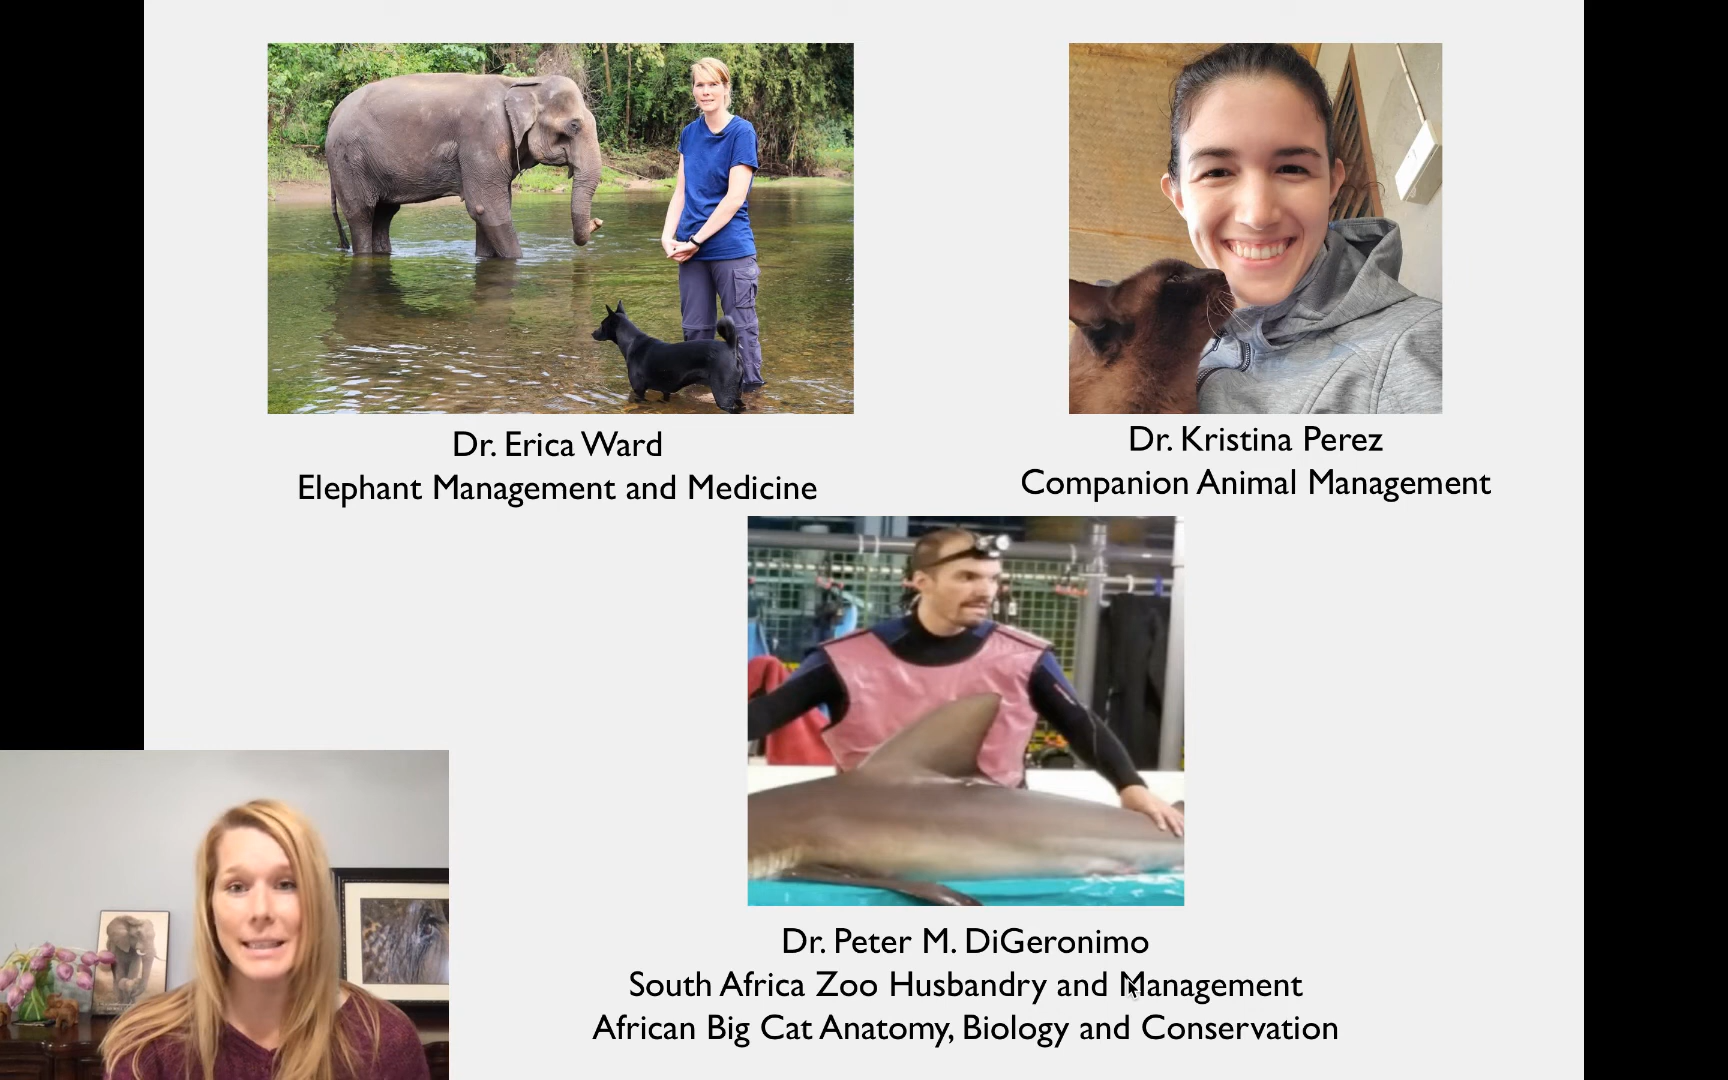 Dr. Erica Ward
Elephant Management and Medicine
Dr. Kristina Perez
Companion Animal Management
Dr. Peter M. DiGeronimo
South Africa Zoo Husbandry and Management
African Big Cat Anatomy, Biology and Conservation